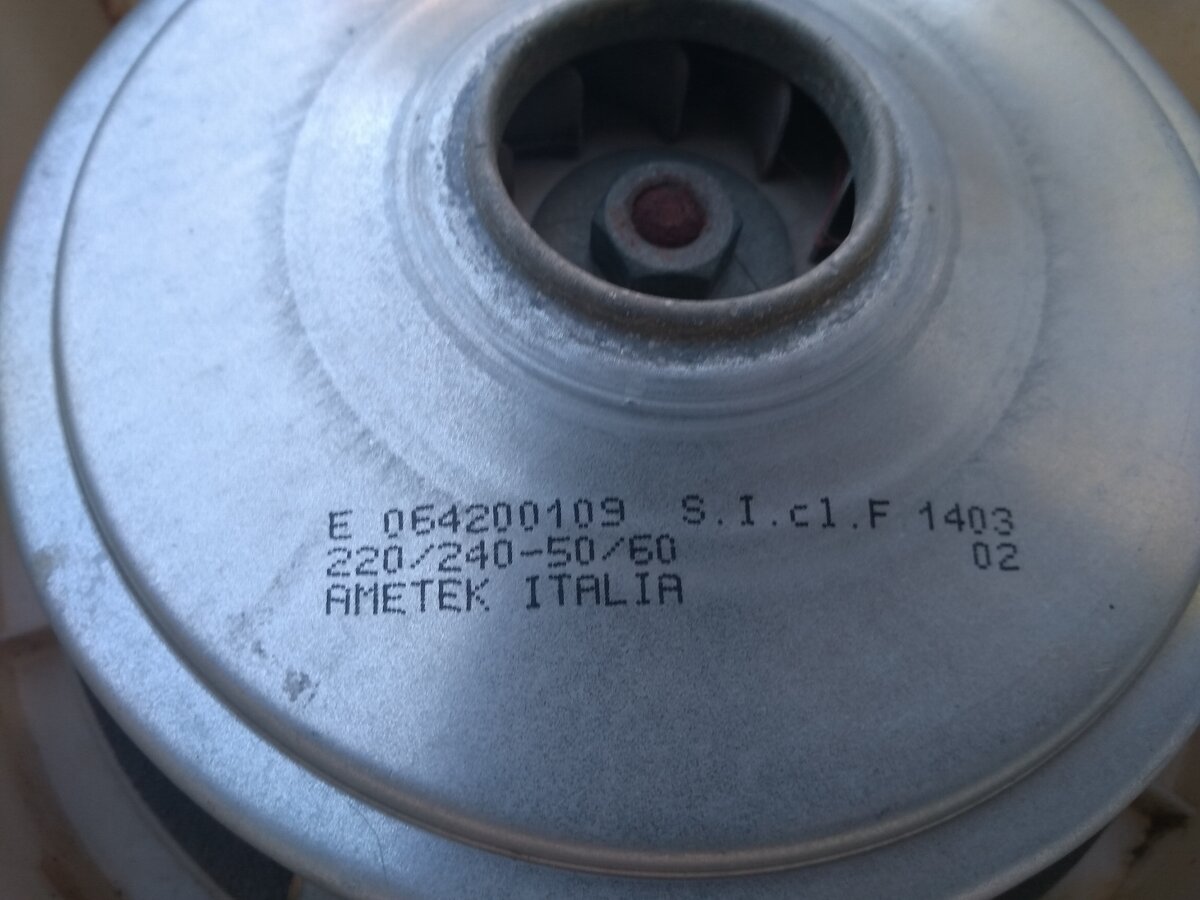 E 064200109 S.I.cl.F 1403
220/240-50/60 02
AMETEK ITALIA